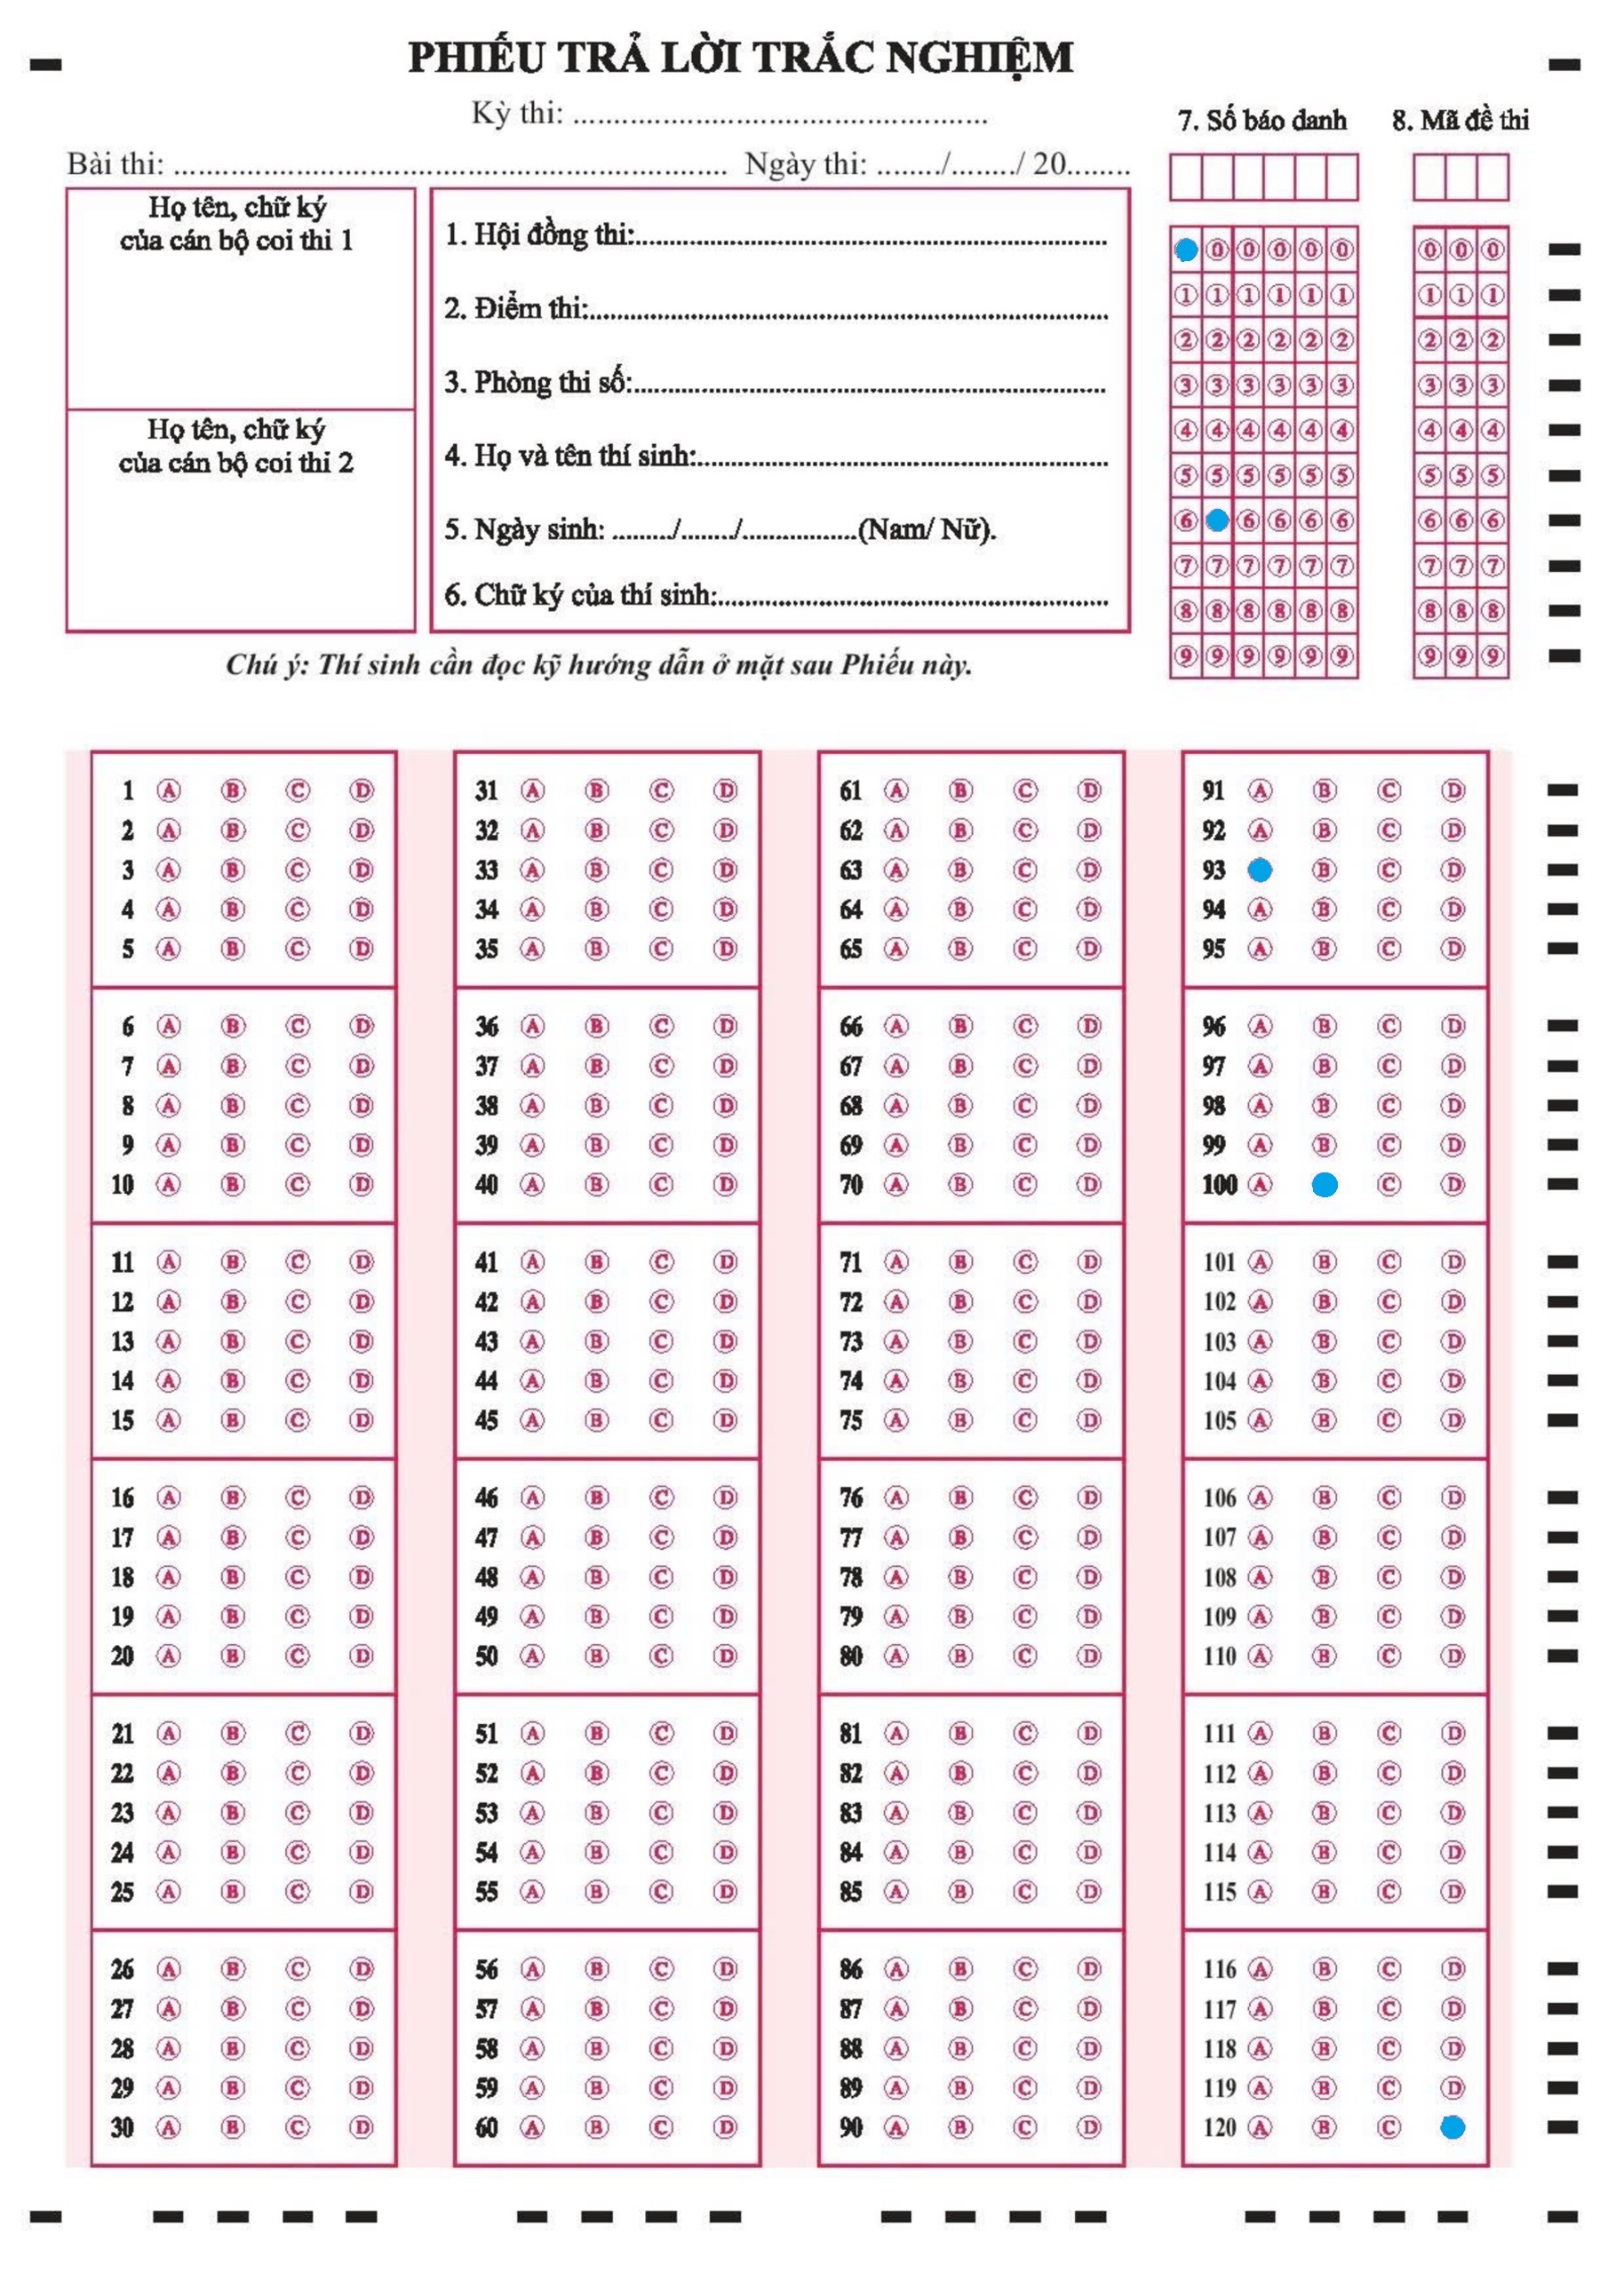 PHIẾU TRẢ LỜI TRẮC NGHIỆM
Kỳ thi: ..................................................
Bài thi: .............................................................. Ngày thi: ......../......../ 20........
7. Số báo danh
8. Mã đề thi
Họ tên, chữ ký
của cán bộ coi thi 1
Họ tên, chữ ký
của cán bộ coi thi 2
1. Hội đồng thi:...............................................................
2. Điểm thi:...............................................................
3. Phòng thi số:...............................................................
4. Họ và tên thí sinh:......................................................
5. Ngày sinh: ........./......../.................(Nam/ Nữ).
6. Chữ ký của thí sinh:....................................................
0 0 0 0 0 0 0 0
1 1 1 1 1 1 1 1 1
2 2 2 2 2 2 2 2 2
3 3 3 3 3 3 3 3 3
4 4 4 4 4 4 4 4 4
5 5 5 5 5 5 5 5 5
6 6 6 6 6 6 6 6
7 7 7 7 7 7 7 7 7
8 8 8 8 8 8 8 8 8
9 9 9 9 9 9 9 9 9
Chú ý: Thí sinh cần đọc kỹ hướng dẫn ở mặt sau Phiếu này.
1 A B C D 31 A B C D 61 A B C D 91 A B C D
2 A B C D 32 A B C D 62 A B C D 92 A B C D
3 A B C D 33 A B C D 63 A B C D 93 B C D
4 A B C D 34 A B C D 64 A B C D 94 A B C D
5 A B C D 35 A B C D 65 A B C D 95 A B C D
6 A B C D 36 A B C D 66 A B C D 96 A B C D
7 A B C D 37 A B C D 67 A B C D 97 A B C D
8 A B C D 38 A B C D 68 A B C D 98 A B C D
9 A B C D 39 A B C D 69 A B C D 99 A B C D
10 A B C D 40 A B C D 70 A B C D 100 A C D
11 A B C D 41 A B C D 71 A B C D 101 A B C D
12 A B C D 42 A B C D 72 A B C D 102 A B C D
13 A B C D 43 A B C D 73 A B C D 103 A B C D
14 A B C D 44 A B C D 74 A B C D 104 A B C D
15 A B C D 45 A B C D 75 A B C D 105 A B C D
16 A B C D 46 A B C D 76 A B C D 106 A B C D
17 A B C D 47 A B C D 77 A B C D 107 A B C D
18 A B C D 48 A B C D 78 A B C D 108 A B C D
19 A B C D 49 A B C D 79 A B C D 109 A B C D
20 A B C D 50 A B C D 80 A B C D 110 A B C D
21 A B C D 51 A B C D 81 A B C D 111 A B C D
22 A B C D 52 A B C D 82 A B C D 112 A B C D
23 A B C D 53 A B C D 83 A B C D 113 A B C D
24 A B C D 54 A B C D 84 A B C D 114 A B C D
25 A B C D 55 A B C D 85 A B C D 115 A B C D
26 A B C D 56 A B C D 86 A B C D 116 A B C D
27 A B C D 57 A B C D 87 A B C D 117 A B C D
28 A B C D 58 A B C D 88 A B C D 118 A B C D
29 A B C D 59 A B C D 89 A B C D 119 A B C D
30 A B C D 60 A B C D 90 A B C D 120 A B C